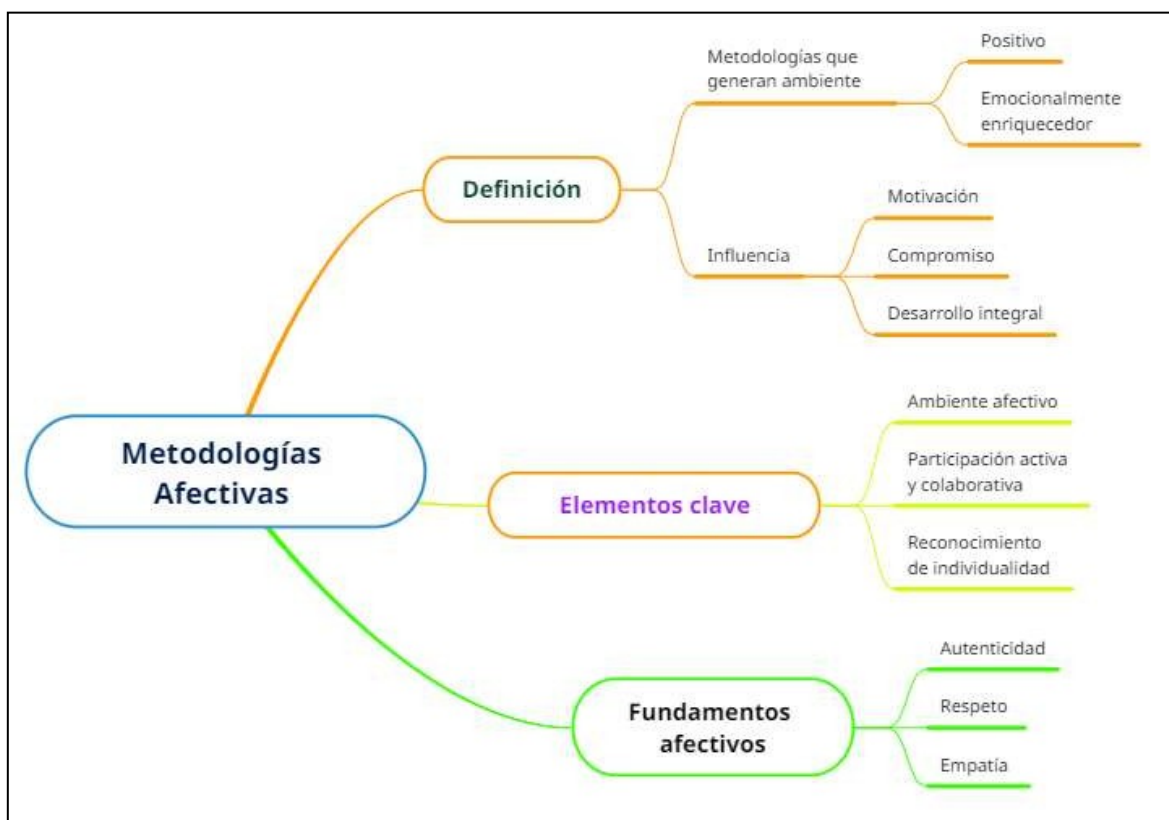 Metodologías
Afectivas
Definición
Metodologías que
generan ambiente
Positivo
Emocionalmente
enriquecedor
Influencia
Motivación
Compromiso
Desarrollo integral
Elementos clave
Ambiente afectivo
Participación activa
y colaborativa
Reconocimiento
de individualidad
Fundamentos
afectivos
Autenticidad
Respeto
Empatía